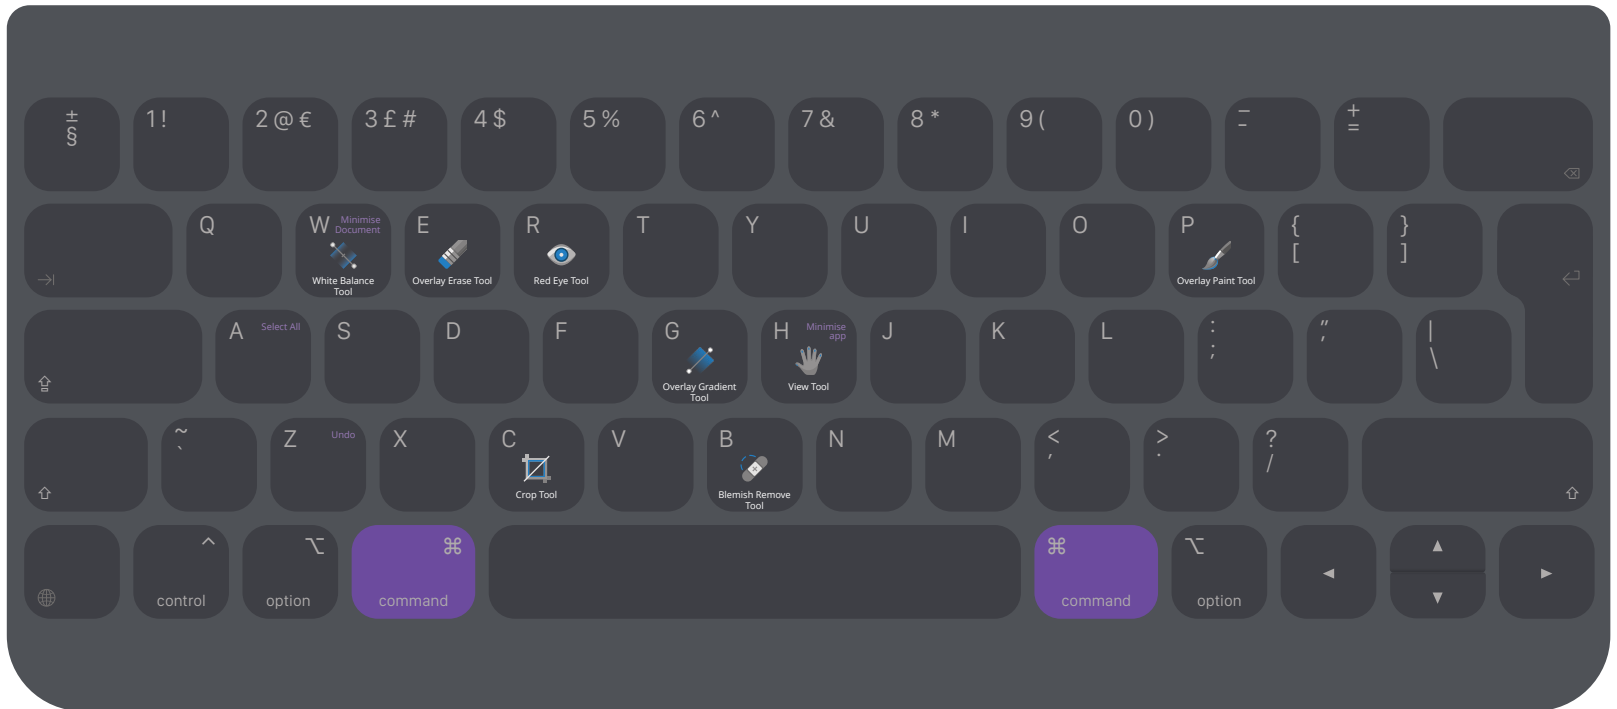 ± 1! 2@€ 3£# 4$ 5% 6^ 7& 8* 9( 0) _ +
§ - =
Q W Minimise Document E R T Y U I O P { }
[ ]
White Balance Tool Overlay Erase Tool Red Eye Tool Overlay Paint Tool
A Select All S D F G H Minimise app J K L : " |
; , \
Overlay Gradient Tool View Tool
~ Z Undo X C V B N M < > ?
` , . /
Crop Tool Blemish Remove Tool
^ ⌥ ⌘ ⌘ ⌥
control option command command option